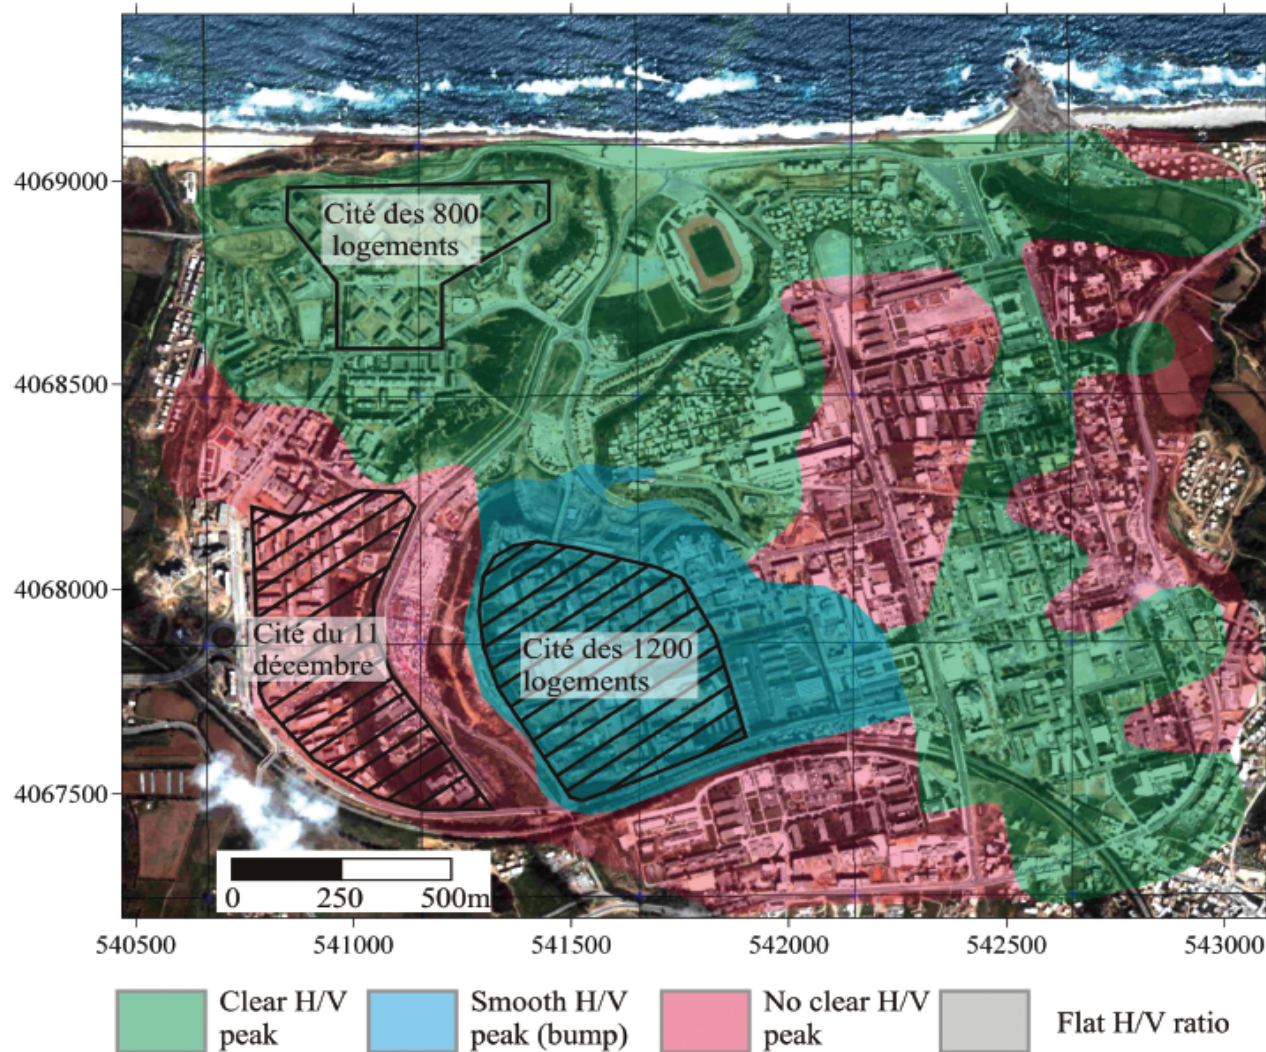 4069000
4068500
4068000
4067500
Cité des 800
logements
Cité du 11
décembre
Cité des 1200
logements
0 250 500m
540500 541000 541500 542000 542500 543000
Clear H/V
peak
Smooth H/V
peak (bump)
No clear H/V
peak
Flat H/V ratio